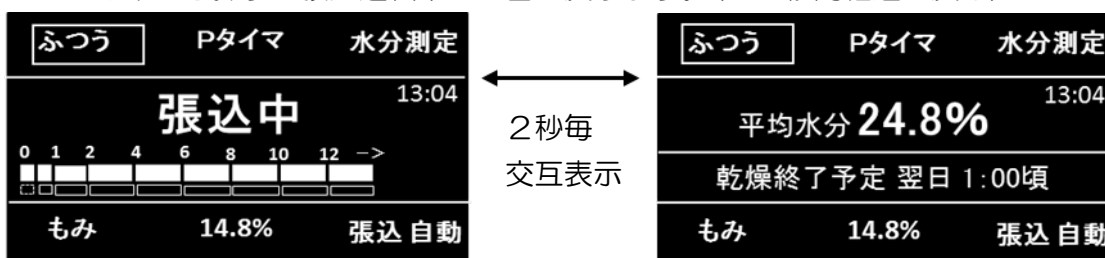 ふつう Pタイマ 水分測定
13:04
張込中
0 1 2 4 6 8 10 12 −>
もみ 14.8% 張込 自動
2秒毎
交互表示
ふつう Pタイマ 水分測定
13:04
平均水分 24.8%
乾燥終了予定 翌日 1:00頃
もみ 14.8% 張込 自動